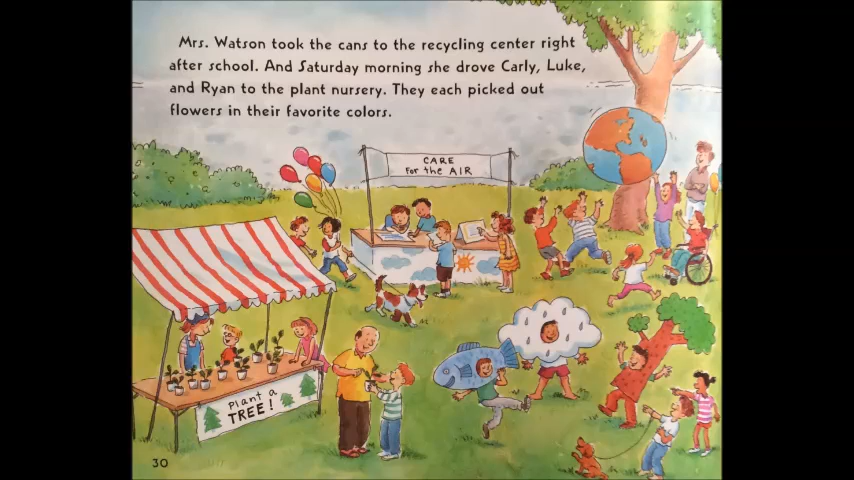 Mrs. Watson took the cans to the recycling center right
after school. And Saturday morning she drove Carly, Luke,
and Ryan to the plant nursery. They each picked out
flowers in their favorite colors.
CARE
For the AIR
Plant a
TREE!
30